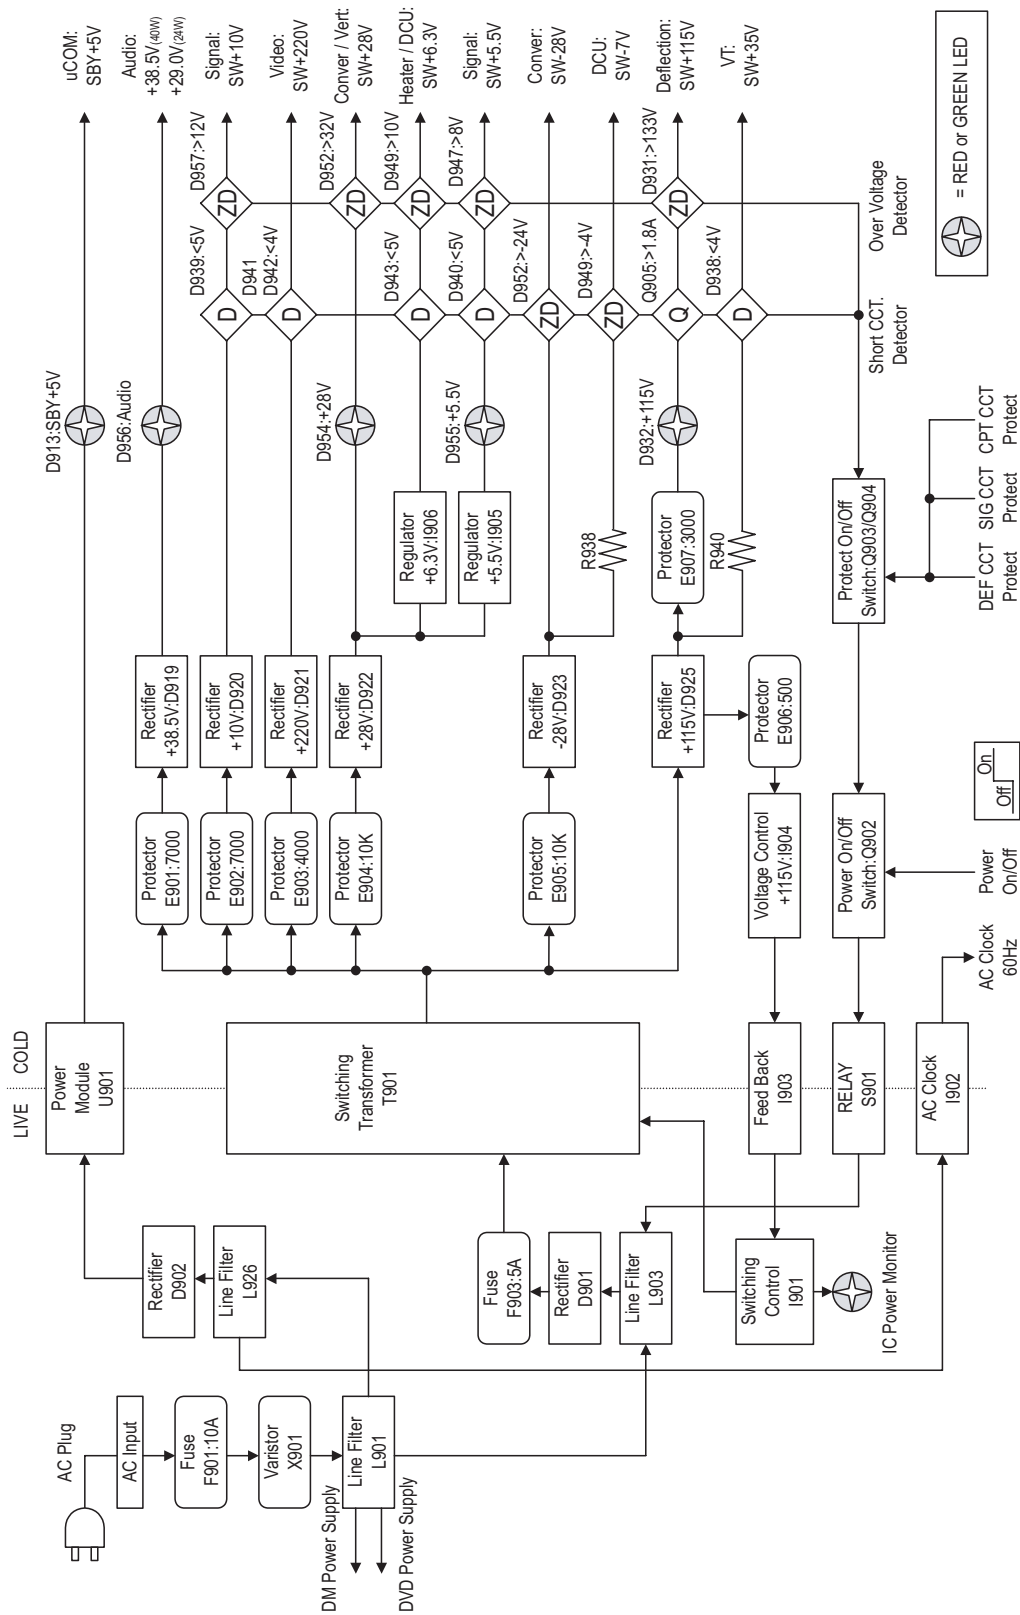 AC Plug
AC Input
Fuse
F901:10A
Varistor
X901
Line Filter
L901
DM Power Supply
DVD Power Supply
Rectifier
D902
Line Filter
L926
Fuse
F903:5A
Rectifier
D901
Line Filter
L903
Switching
Control
I901
IC Power Monitor
LIVE
COLD
Power
Module
U901
Switching
Transformer
T901
Feed Back
I903
RELAY
S901
AC Clock
I902
AC Clock
60Hz
Protector
E901:7000
Protector
E902:7000
Protector
E903:4000
Protector
E904:10K
Protector
E905:10K
Voltage Control
+115V:I904
Power On/Off
Switch:Q902
Power
On/Off
Off
On
Rectifier
+38.5V:D919
Rectifier
+10V:D920
Rectifier
+220V:D921
Rectifier
+28V:D922
Rectifier
-28V:D923
Rectifier
+115V:D925
Protector
E906:500
Regulator
+6.3V:I906
Regulator
+5.5V:I905
R938
Protector
E907:3000
R940
Protect On/Off
Switch:Q903/Q904
DEF CCT
Protect
SIG CCT
Protect
CPT CCT
Protect
D913:SBY+5V
D956:Audio
D954:+28V
D955:+5.5V
D932:+115V
D939:<5V
D
D941
D942:<4V
D
D943:<5V
D
D940:<5V
D
D952:>-24V
ZD
D949:>-4V
ZD
Q905:>1.8A
Q
D938:<4V
D
Short CCT.
Detector
D957:>12V
ZD
D952:>32V
ZD
D949:>10V
ZD
D947:>8V
ZD
D931:>133V
ZD
Over Voltage
Detector
uCOM:
SBY+5V
Audio:
+38.5V(40W)
+29.0V(24W)
Signal:
SW+10V
Video:
SW+220V
Conver / Vert:
SW+28V
Heater / DCU:
SW+6.3V
Signal:
SW+5.5V
Conver:
SW-28V
DCU:
SW-7V
Deflection:
SW+115V
VT:
SW+35V
= RED or GREEN LED